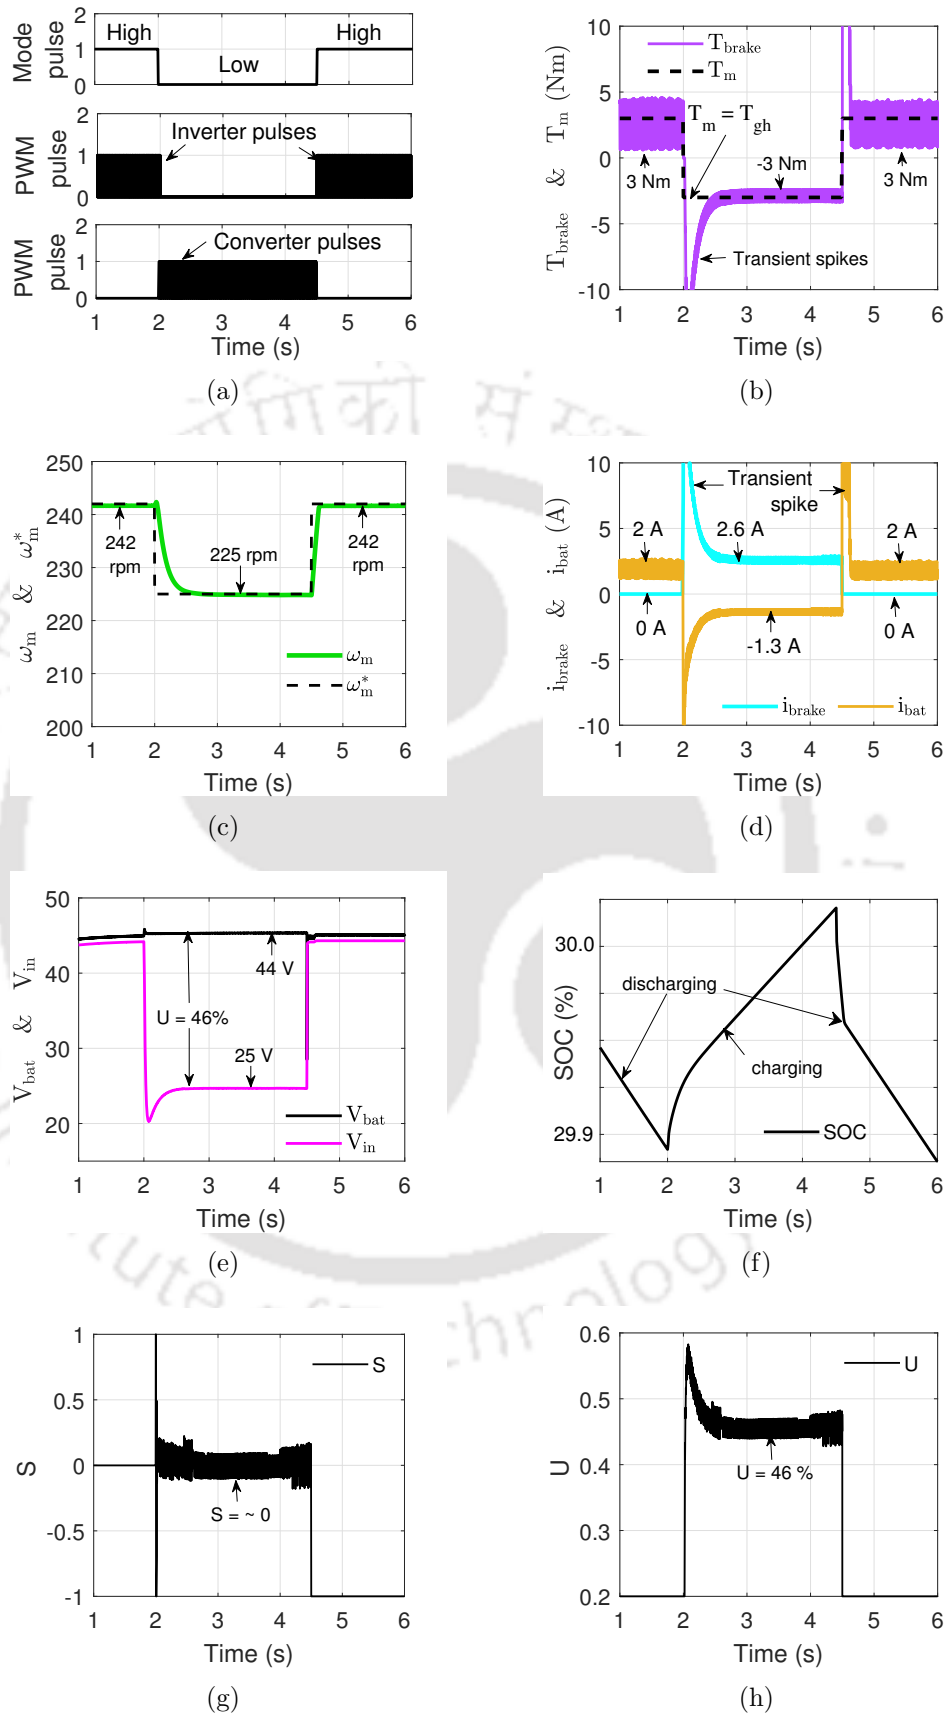 Mode pulse
2
1
0
High
Low
High
PWM pulse
2
1
0
Inverter pulses
PWM pulse
2
1
0
Converter pulses
1 2 3 4 5 6
Time (s)
(a)
T_brake & T_m (Nm)
10
5
0
-5
-10
T_brake
T_m
T_m = T_gh
3 Nm
-3 Nm
3 Nm
Transient spikes
1 2 3 4 5 6
Time (s)
(b)
ω_m & ω_m^*
250
240
230
220
210
200
242 rpm
225 rpm
242 rpm
ω_m
ω_m^*
1 2 3 4 5 6
Time (s)
(c)
i_brake & i_bat (A)
10
5
0
-5
-10
Transient spike
2 A
2.6 A
2 A
0 A
-1.3 A
0 A
i_brake
i_bat
1 2 3 4 5 6
Time (s)
(d)
V_bat & V_in
50
40
30
20
44 V
U = 46%
25 V
V_bat
V_in
1 2 3 4 5 6
Time (s)
(e)
SOC (%)
30.0
29.9
discharging
charging
SOC
1 2 3 4 5 6
Time (s)
(f)
S
1
0.5
0
-0.5
-1
S
S = ~ 0
1 2 3 4 5 6
Time (s)
(g)
U
0.6
0.5
0.4
0.3
0.2
U
U = 46 %
1 2 3 4 5 6
Time (s)
(h)